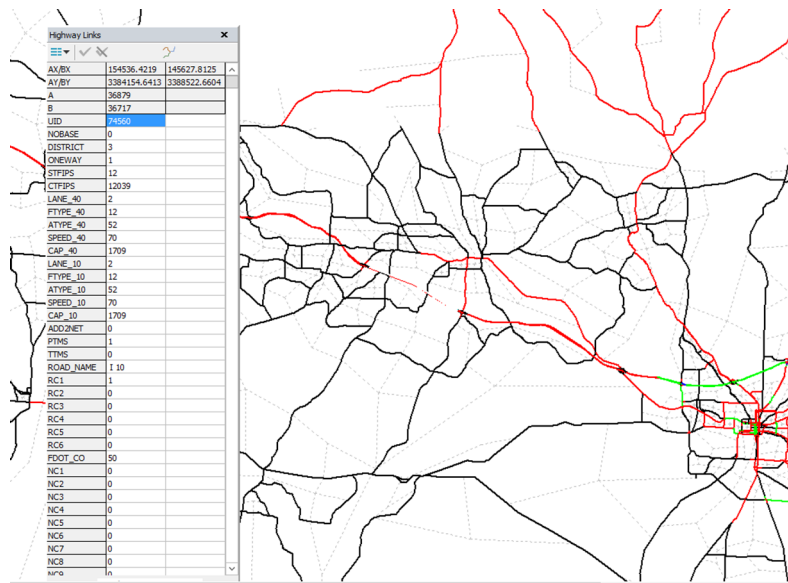 Highway Links
AX/BX 154536.4219 145627.8125
AY/BY 3384154.6413 3388522.6604
A 36879
B 36717
UID 74560
NOBASE 0
DISTRICT 3
ONEWAY 1
STFIPS 12
CTFIPS 12039
LANE_40 2
FTYPE_40 12
ATYPE_40 52
SPEED_40 70
CAP_40 1709
LANE_10 2
FTYPE_10 12
ATYPE_10 52
SPEED_10 70
CAP_10 1709
ADD2NET 0
PTMS 1
TTMS 0
ROAD_NAME I 10
RC1 1
RC2 0
RC3 0
RC4 0
RC5 0
RC6 0
FDOT_CO 50
NC1 0
NC2 0
NC3 0
NC4 0
NC5 0
NC6 0
NC7 0
NC8 0
NC9 0